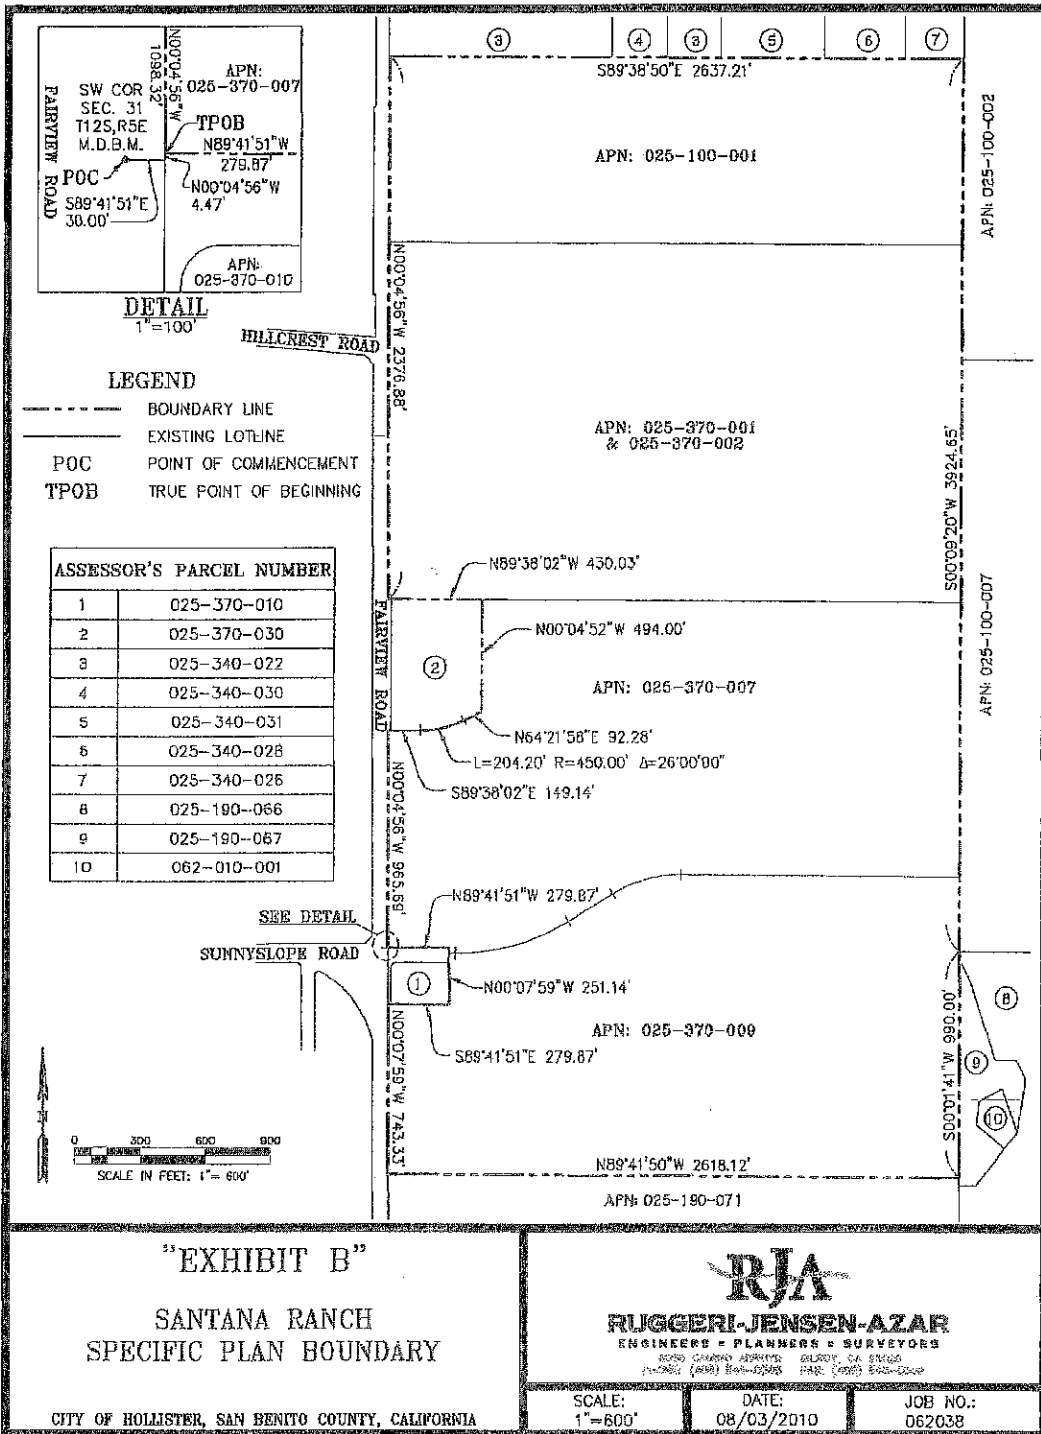 N00°04'56"W
1098.32'
APN:
025-370-007
SW COR
SEC. 31
T12S,R5E
M.D.B.M.
TPOB
N89°41'51"W
279.87'
POC
N00°04'56"W
4.47'
S89°41'51"E
30.00'
FAIRVIEW ROAD
APN:
025-370-010
DETAIL
1"=100'
3
4
3
5
6
7
S89°38'50"E 2637.21'
APN: 025-100-001
APN: 025-100-002
N00°04'56"W 2376.88'
HILLCREST ROAD
LEGEND
BOUNDARY LINE
EXISTING LOTLINE
POC POINT OF COMMENCEMENT
TPOB TRUE POINT OF BEGINNING
APN: 025-370-001
& 025-370-002
S00°09'20"W 3924.65'
APN: 025-100-007
ASSESSOR'S PARCEL NUMBER
1 025-370-010
2 025-370-030
3 025-340-022
4 025-340-030
5 025-340-031
6 025-340-028
7 025-340-026
8 025-190-066
9 025-190-067
10 062-010-001
N89°38'02"W 430.03'
N00°04'52"W 494.00'
FAIRVIEW ROAD
2
APN: 025-370-007
N64°21'58"E 92.28'
L=204.20' R=450.00' Δ=26°00'00"
S89°38'02"E 149.14'
N00°04'56"W 965.69'
N89°41'51"W 279.87'
SEE DETAIL
SUNNYSLOPE ROAD
1
N00°07'59"W 251.14'
APN: 025-370-009
S89°41'51"E 279.87'
N00°07'59"W 743.33'
S00°01'41"W 990.00'
8
9
10
N
0 300 600 900
SCALE IN FEET: 1"= 600'
N89°41'50"W 2618.12'
APN: 025-190-071
"EXHIBIT B"
SANTANA RANCH
SPECIFIC PLAN BOUNDARY
CITY OF HOLLISTER, SAN BENITO COUNTY, CALIFORNIA
RJA
RUGGERI-JENSEN-AZAR
ENGINEERS • PLANNERS • SURVEYORS
SCALE:
1"=600'
DATE:
08/03/2010
JOB NO.:
062038